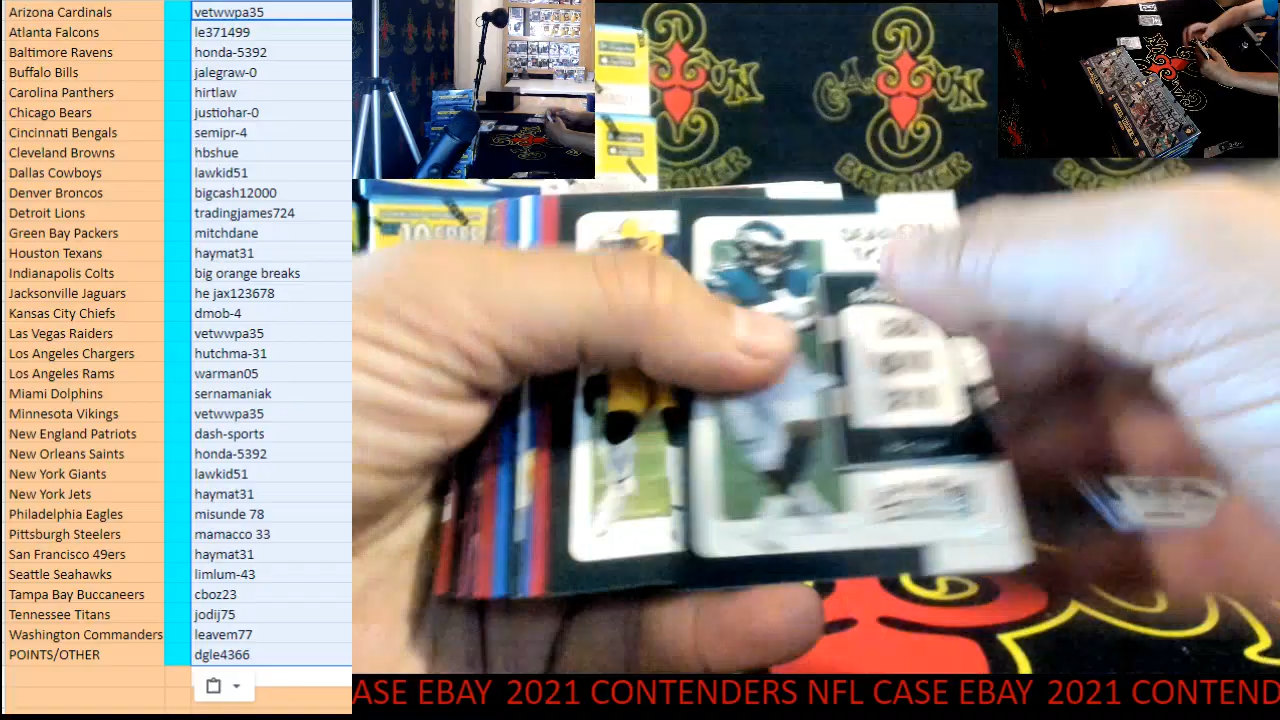 Arizona Cardinals vetwwpa35
Atlanta Falcons le371499
Baltimore Ravens honda-5392
Buffalo Bills jalegraw-0
Carolina Panthers hirtlaw
Chicago Bears justiohar-0
Cincinnati Bengals semipr-4
Cleveland Browns hbshue
Dallas Cowboys lawkid51
Denver Broncos bigcash12000
Detroit Lions tradingjames724
Green Bay Packers mitchdane
Houston Texans haymat31
Indianapolis Colts big orange breaks
Jacksonville Jaguars he jax123678
Kansas City Chiefs dmob-4
Las Vegas Raiders vetwwpa35
Los Angeles Chargers hutchma-31
Los Angeles Rams warman05
Miami Dolphins sernamaniak
Minnesota Vikings vetwwpa35
New England Patriots dash-sports
New Orleans Saints honda-5392
New York Giants lawkid51
New York Jets haymat31
Philadelphia Eagles misunde 78
Pittsburgh Steelers mamacco 33
San Francisco 49ers haymat31
Seattle Seahawks limlum-43
Tampa Bay Buccaneers cboz23
Tennessee Titans jodij75
Washington Commanders leavem77
POINTS/OTHER dgle4366
CASE EBAY 2021 CONTENDERS NFL CASE EBAY 2021 CONTEND